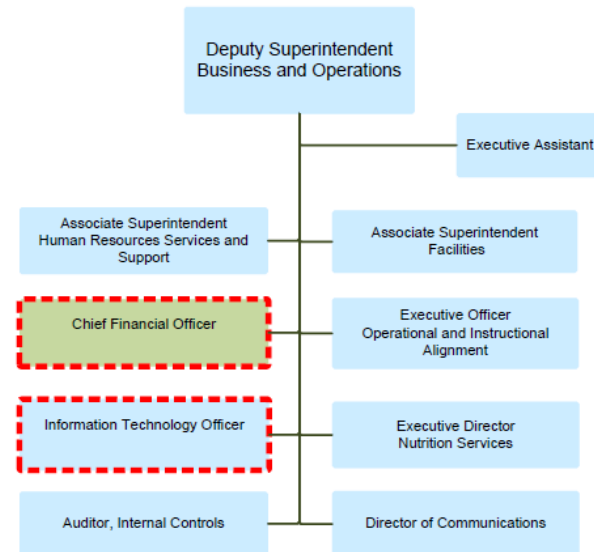 Deputy Superintendent
Business and Operations
Executive Assistant
Associate Superintendent
Human Resources Services and
Support
Associate Superintendent
Facilities
Chief Financial Officer
Executive Officer
Operational and Instructional
Alignment
Information Technology Officer
Executive Director
Nutrition Services
Auditor, Internal Controls
Director of Communications